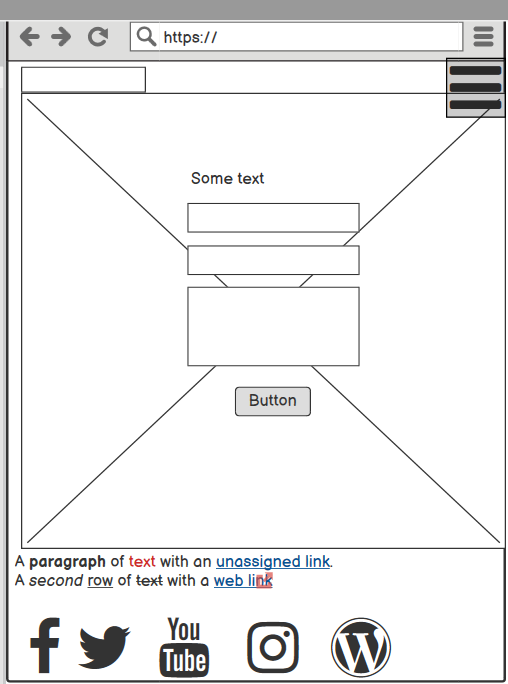 https://
Some text
Button
A paragraph of text with an unassigned link.
A second row of text with a web link
You
Tube